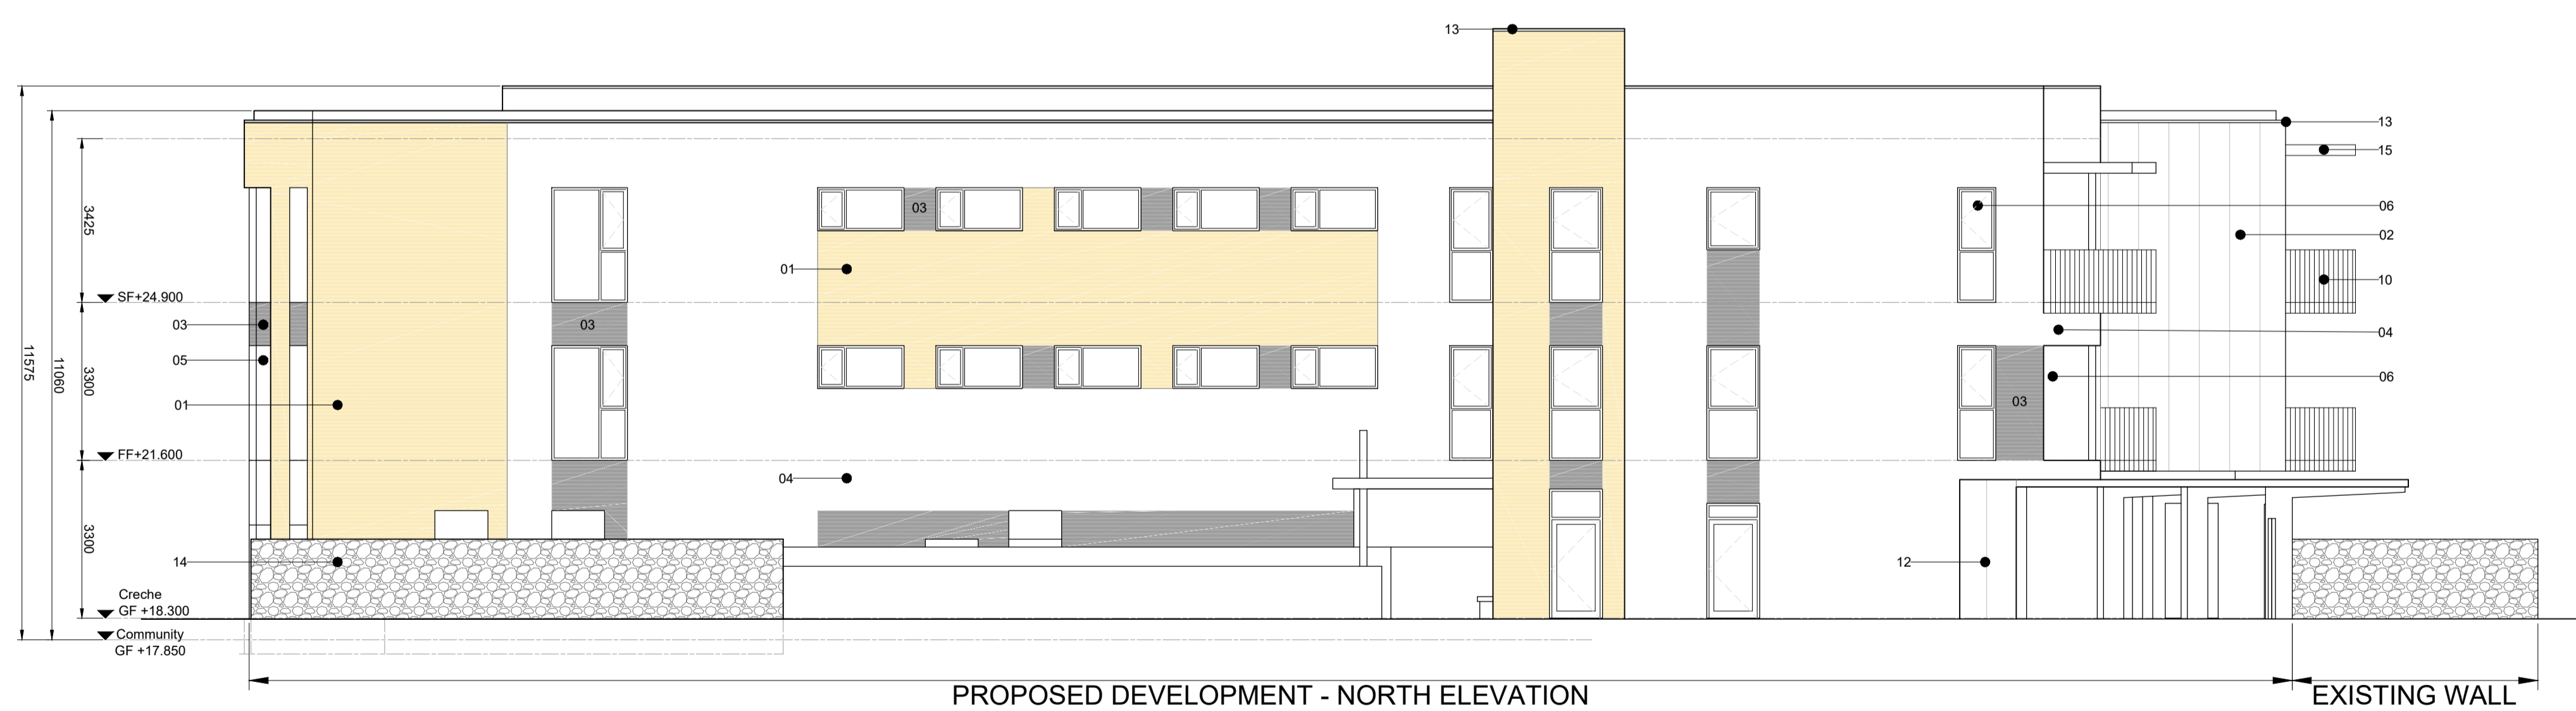 13
13
15
06
02
10
04
06
03
03
03
01
03
05
01
04
14
12
3425
3300
3300
11575
11060
SF+24.900
FF+21.600
Creche
GF +18.300
Community
GF +17.850
PROPOSED DEVELOPMENT - NORTH ELEVATION
EXISTING WALL